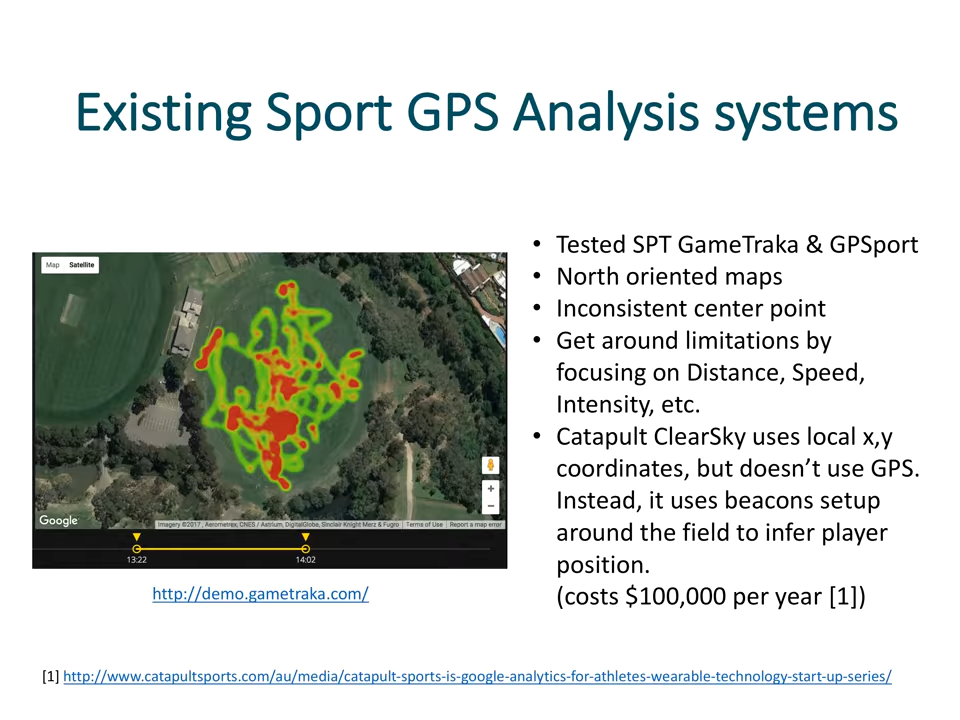 Existing Sport GPS Analysis systems
Map Satellite
Google
Imagery ©2017 , Aerometrex, CNES / Astrium, DigitalGlobe, Sinclair Knight Merz & Fugro | Terms of Use | Report a map error
13:22 14:02
http://demo.gametraka.com/
• Tested SPT GameTraka & GPSport
• North oriented maps
• Inconsistent center point
• Get around limitations by
focusing on Distance, Speed,
Intensity, etc.
• Catapult ClearSky uses local x,y
coordinates, but doesn’t use GPS.
Instead, it uses beacons setup
around the field to infer player
position.
(costs $100,000 per year [1])
[1] http://www.catapultsports.com/au/media/catapult-sports-is-google-analytics-for-athletes-wearable-technology-start-up-series/